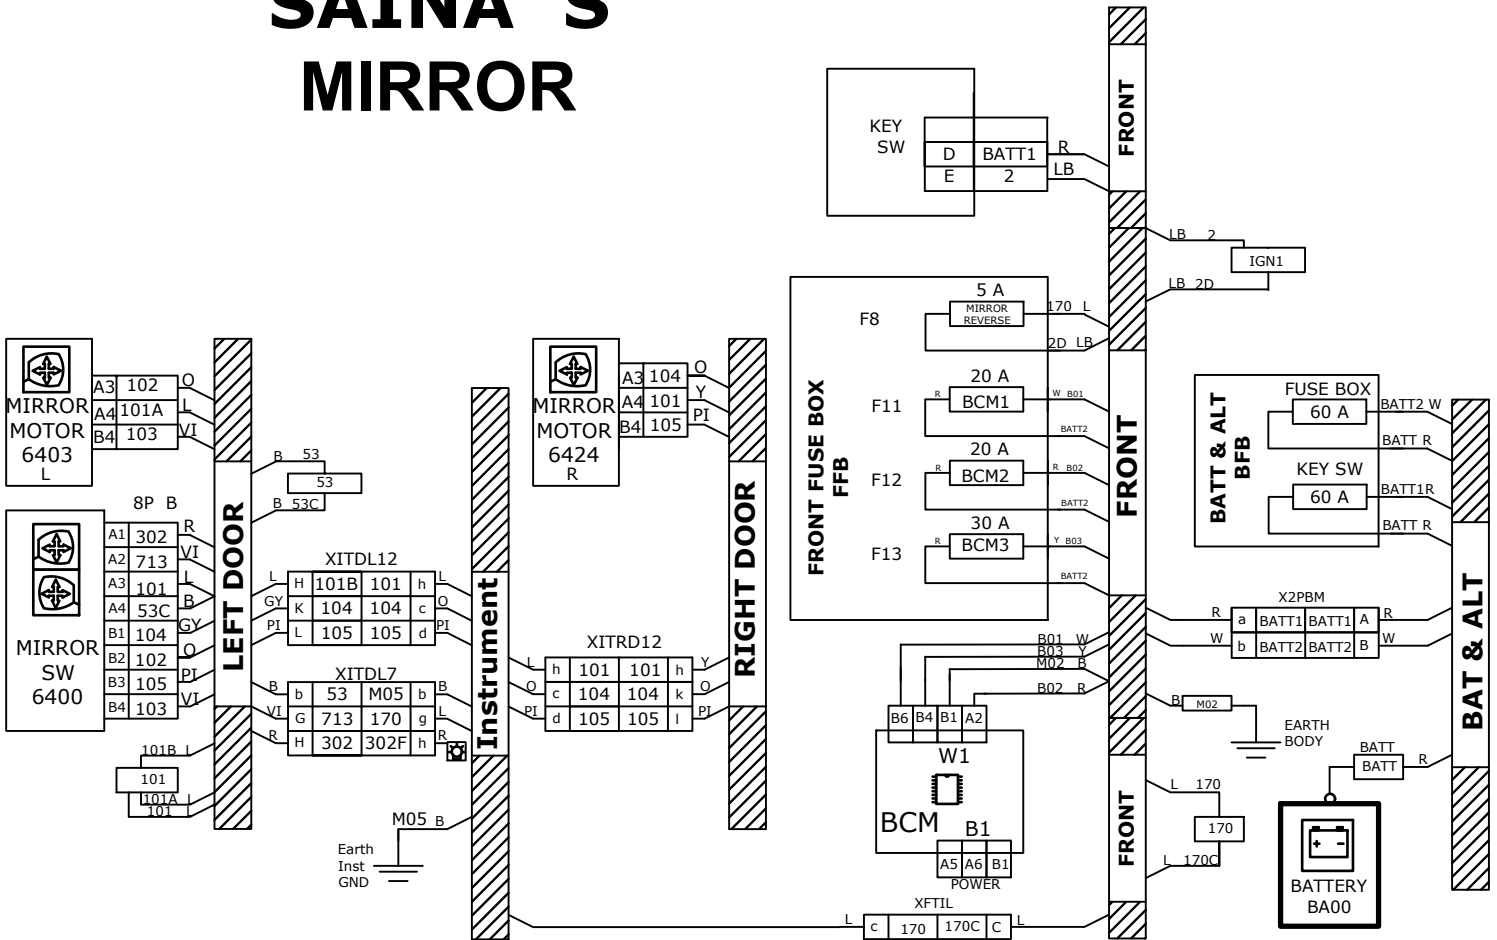 SAINA'S
MIRROR
KEY
SW
D BATT1 R
E 2 LB
FRONT
LB 2
IGN1
LB 2D
FRONT FUSE BOX
FFB
F8
5 A
MIRROR
REVERSE
170 L
2D LB
F11
20 A
R BCM1 W B01
BATT2
F12
20 A
R BCM2 R B02
BATT2
F13
30 A
R BCM3 Y B03
BATT2
FRONT
BATT & ALT
BFB
FUSE BOX
60 A
BATT2 W
BATT R
KEY SW
60 A
BATT1R
BATT R
BAT & ALT
X2PBM
R a BATT1 BATT1 A R
W b BATT2 BATT2 B W
B M02
EARTH
BODY
BATT
BATT R
BATTERY
BA00
MIRROR
MOTOR
6403
L
A3 102 O
A4 101A L
B4 103 VI
8P B
MIRROR
SW
6400
A1 302 R
A2 713 VI
A3 101 L
A4 53C B
B1 104 GY
B2 102 O
B3 105 PI
B4 103 VI
101B L
101
101A L
101 L
LEFT DOOR
B 53
53
B 53C
XITDL12
L H 101B 101 h L
GY K 104 104 c O
PI L 105 105 d PI
XITDL7
B b 53 M05 b B
VI G 713 170 g L
R H 302 302F h R
M05 B
Earth
Inst
GND
Instrument
MIRROR
MOTOR
6424
R
A3 104 O
A4 101 Y
B4 105 PI
XITRD12
L h 101 101 h Y
O c 104 104 k O
PI d 105 105 l PI
RIGHT DOOR
B01 W
B03 Y
M02 B
B02 R
B6 B4 B1 A2
W1
BCM
B1
A5 A6 B1
POWER
FRONT
L 170
170
L 170C
XFTIL
L c 170 170C C L